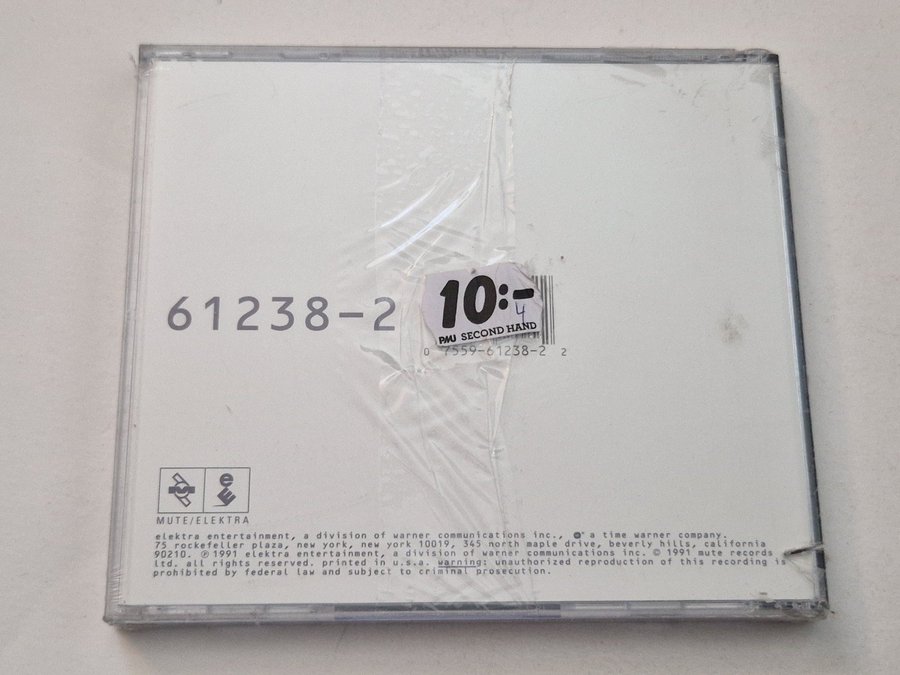 61238-2
10:-
4
PMU SECOND HAND
0 7559-61238-2 2
MUTE/ELEKTRA
elektra entertainment, a division of warner communications inc., a time warner company.
75 rockefeller plaza, new york, new york 10019, 345 north maple drive, beverly hills, california
90210. ℗ 1991 elektra entertainment, a division of warner communications inc. © 1991 mute records
ltd. all rights reserved. printed in u.s.a. warning: unauthorized reproduction of this recording is
prohibited by federal law and subject to criminal prosecution.